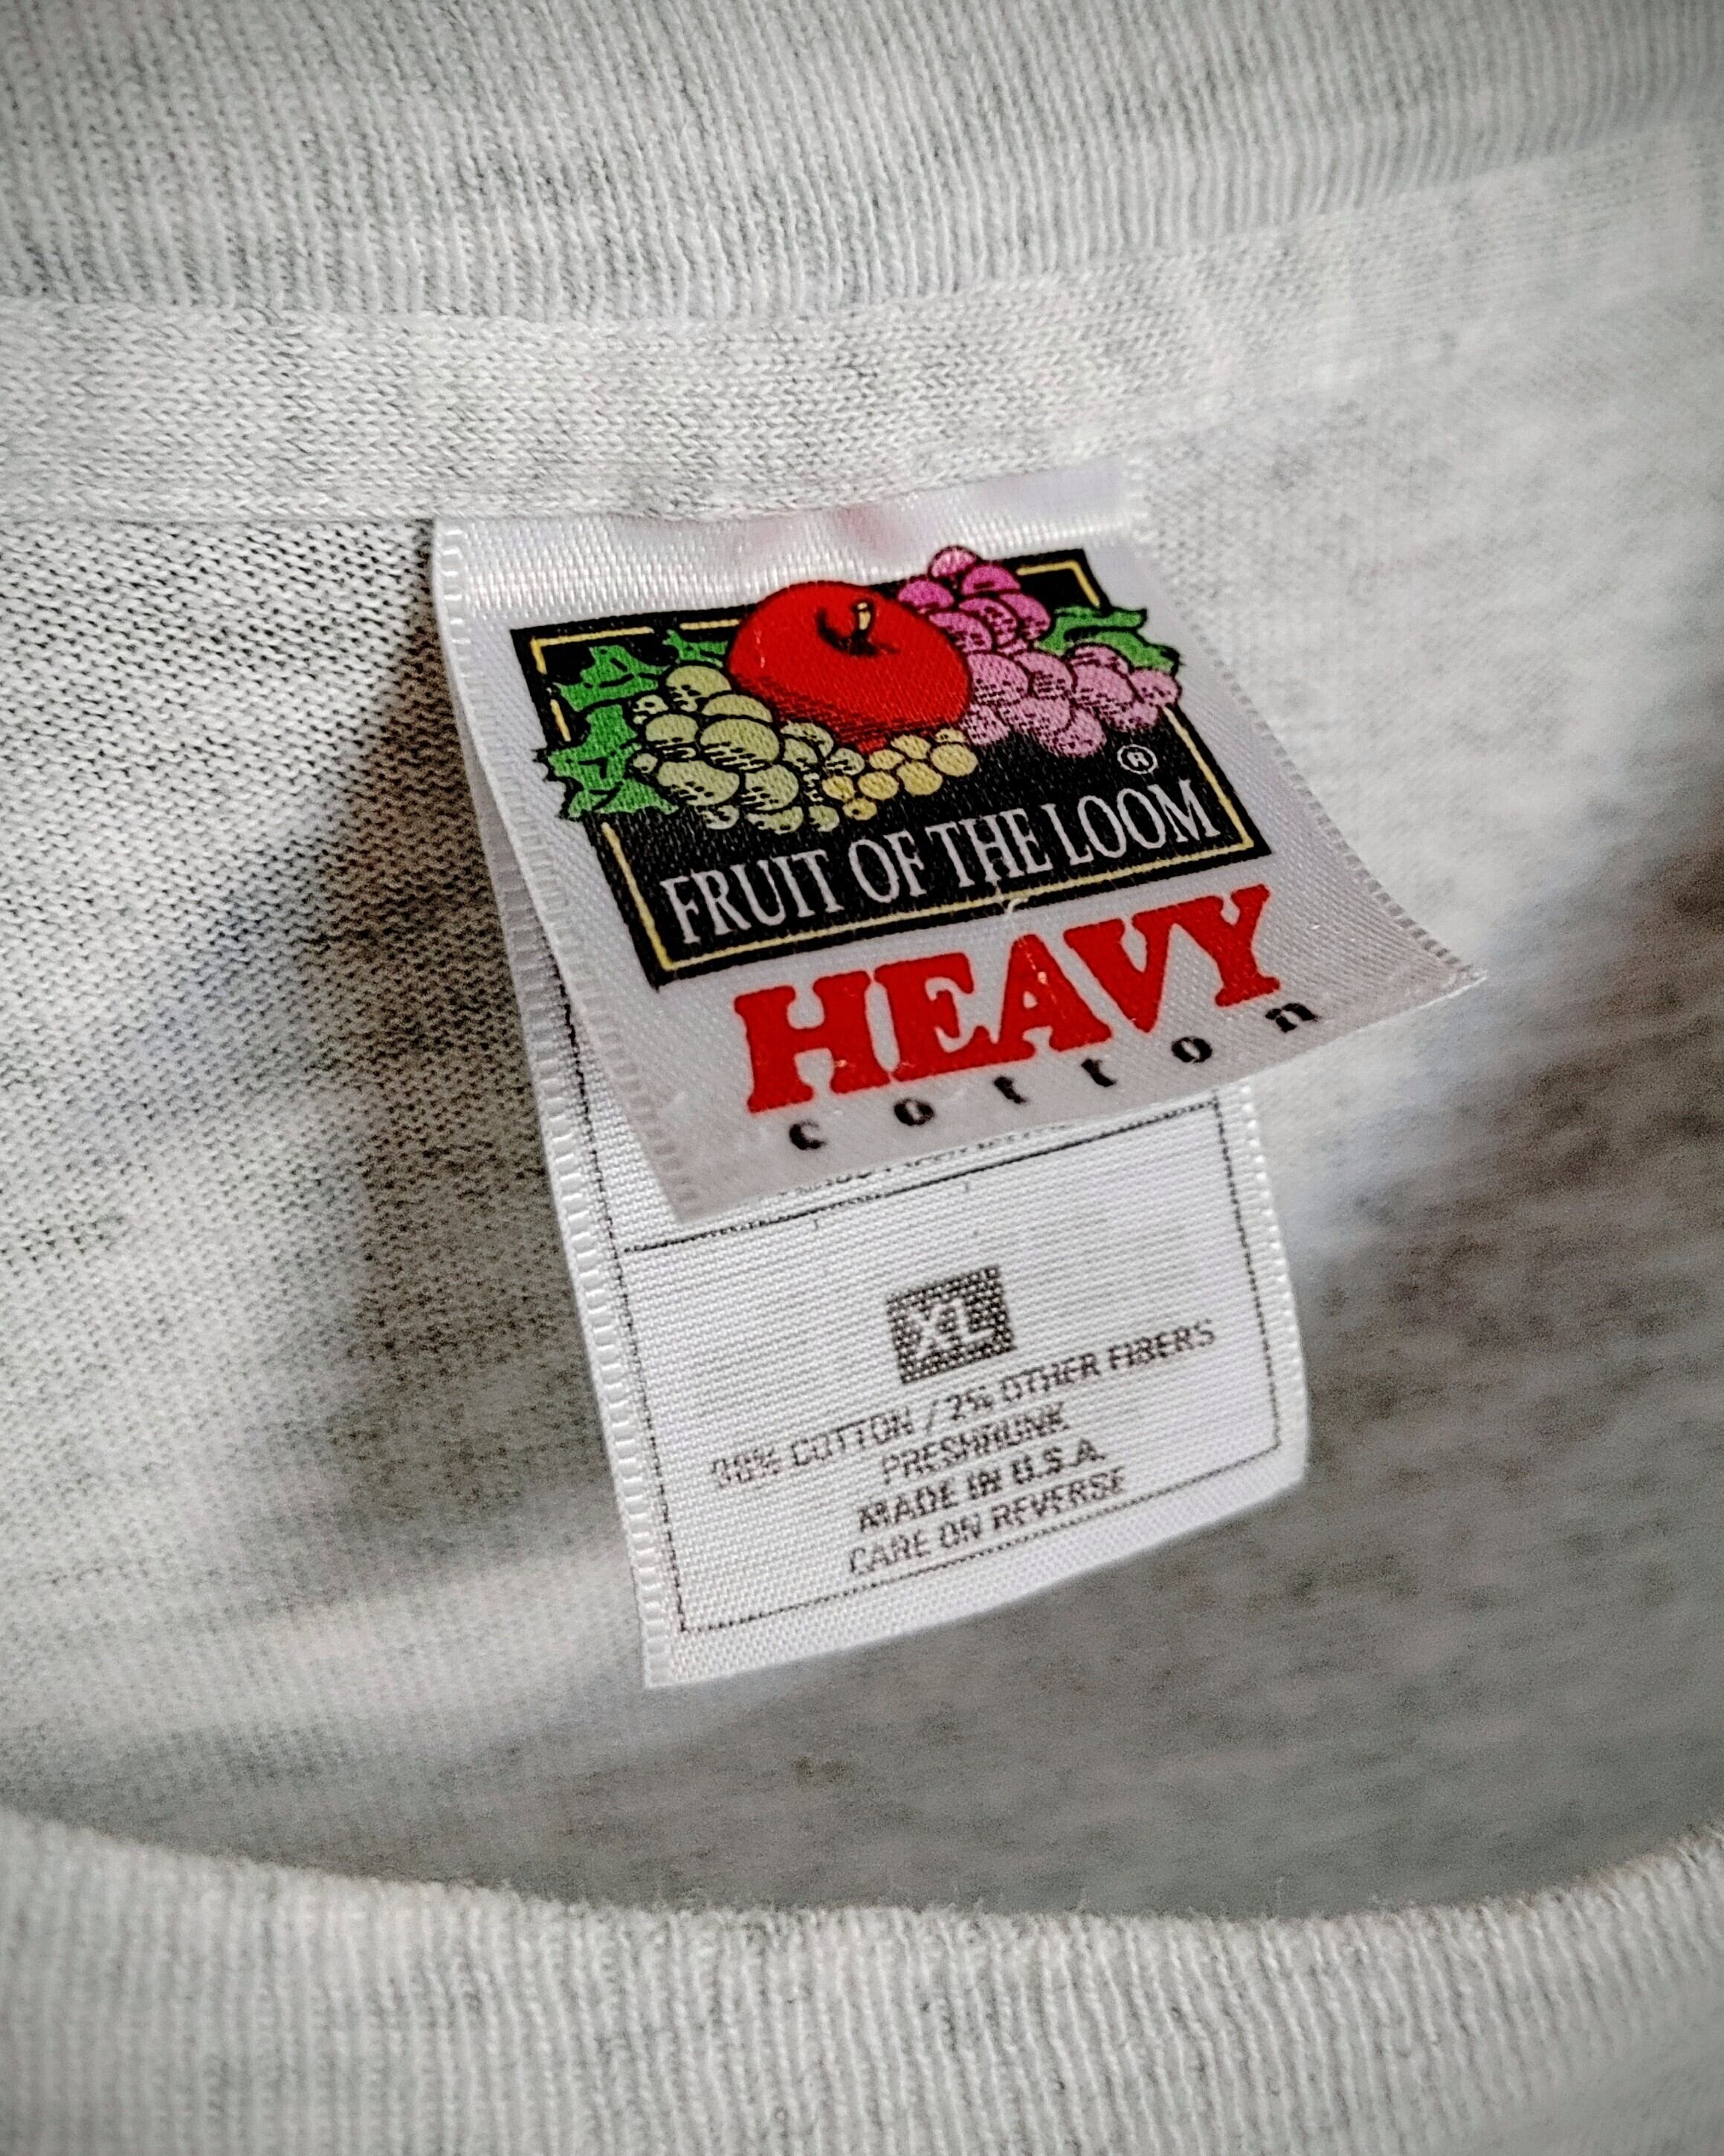 ®
FRUIT OF THE LOOM
HEAVY
cotton
XL
98% COTTON / 2% OTHER FIBERS
PRESHRUNK
MADE IN U.S.A.
CARE ON REVERSE